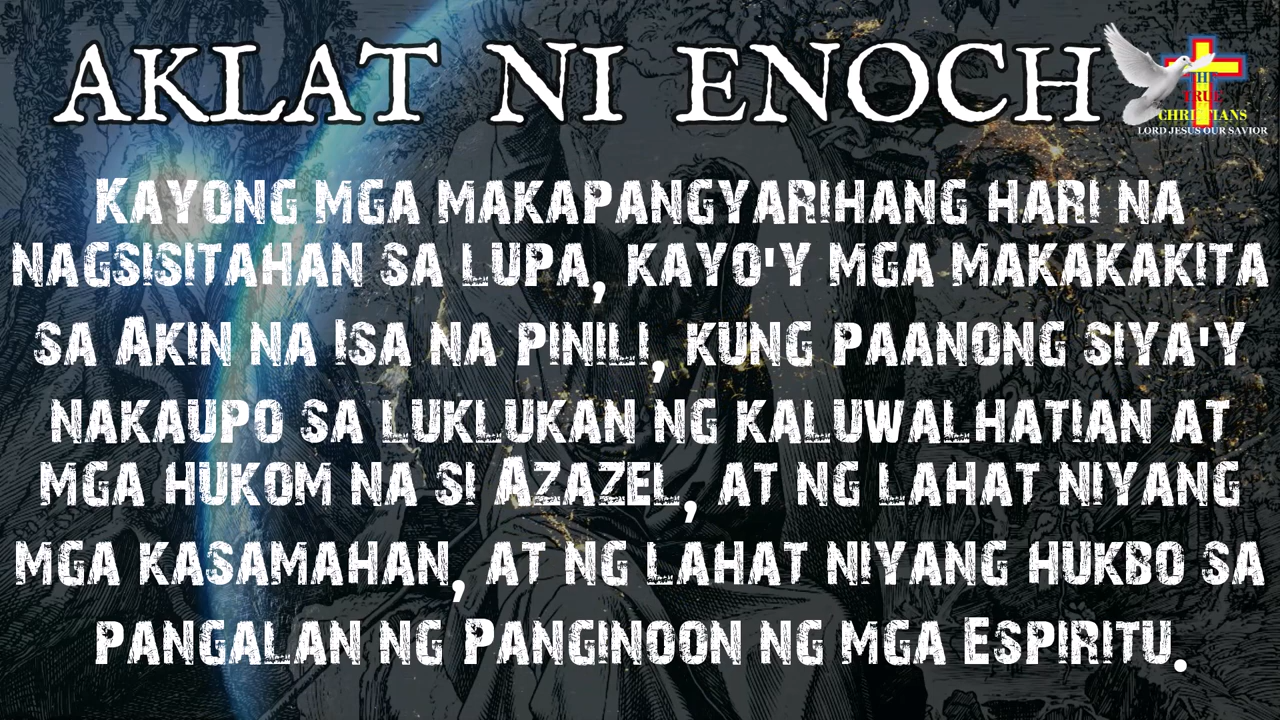 AKLAT NI ENOCH
THE
TRUE
CHRISTIANS
LORD JESUS OUR SAVIOR
KAYONG MGA MAKAPANGYARIHANG HARI NA
NAGSISITAHAN SA LUPA, KAYO'Y MGA MAKAKAKITA
SA AKIN NA ISA NA PINILI, KUNG PAANONG SIYA'Y
NAKAUPO SA LUKLUKAN NG KALUWALHATIAN AT
MGA HUKOM NA SI AZAZEL, AT NG LAHAT NIYANG
MGA KASAMAHAN, AT NG LAHAT NIYANG HUKBO SA
PANGALAN NG PANGINOON NG MGA ESPIRITU.